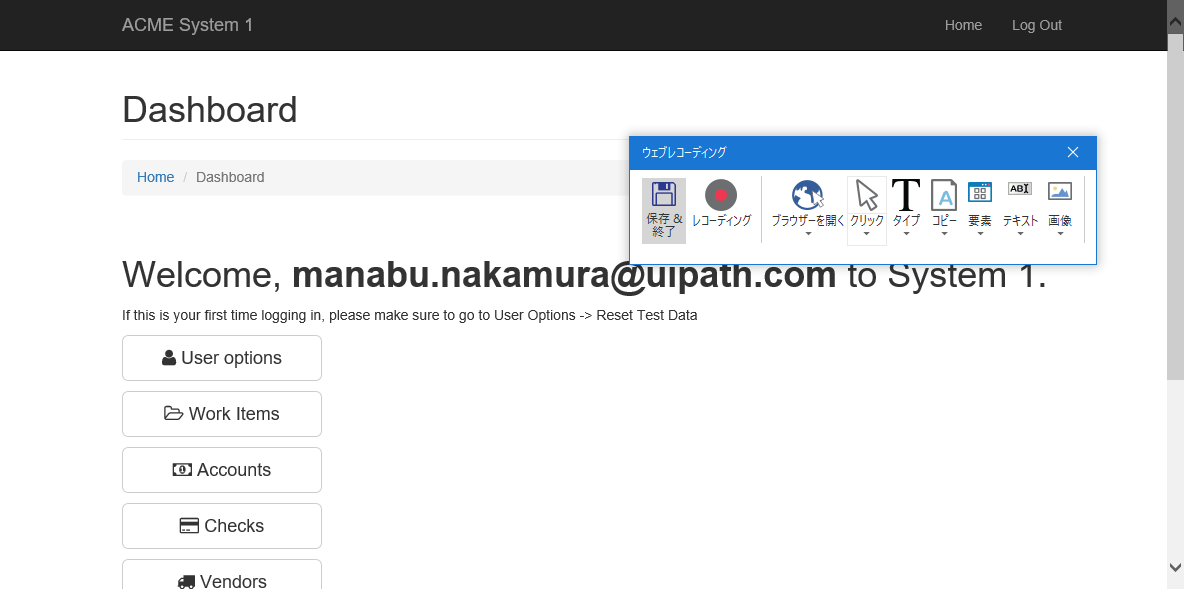 ACME System 1
Home
Log Out
Dashboard
Home / Dashboard
ウェブレコーディング
保存 &
終了
レコーディング
ブラウザーを開く
クリック
タイプ
コピー
要素
テキスト
画像
Welcome, manabu.nakamura@uipath.com to System 1.
If this is your first time logging in, please make sure to go to User Options -> Reset Test Data
User options
Work Items
Accounts
Checks
Vendors